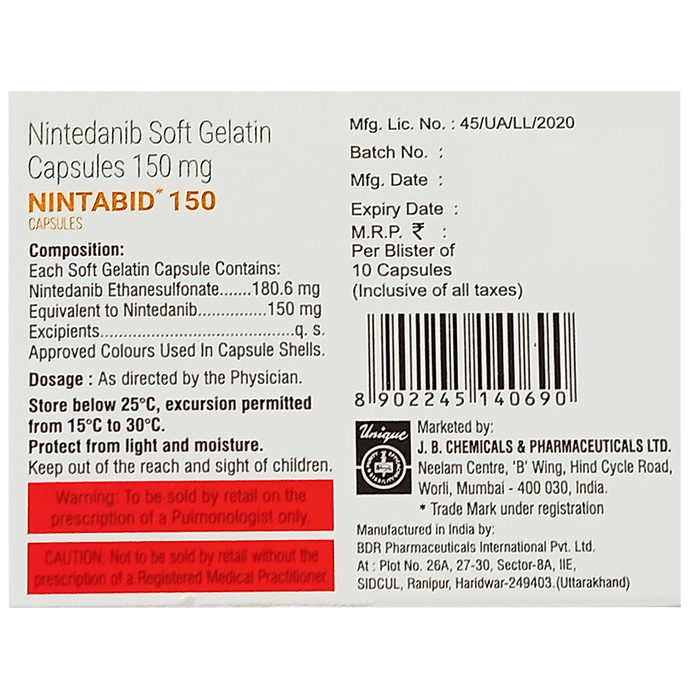 Nintedanib Soft Gelatin
Capsules 150 mg
NINTABID* 150
CAPSULES
Composition:
Each Soft Gelatin Capsule Contains:
Nintedanib Ethanesulfonate.......180.6 mg
Equivalent to Nintedanib..............150 mg
Excipients.......................................q. s.
Approved Colours Used In Capsule Shells.
Dosage : As directed by the Physician.
Store below 25°C, excursion permitted
from 15°C to 30°C.
Protect from light and moisture.
Keep out of the reach and sight of children.
Warning: To be sold by retail on the
prescription of a Pulmonologist only.
CAUTION: Not to be sold by retail without the
prescription of a Registered Medical Practitioner.
Mfg. Lic. No. : 45/UA/LL/2020
Batch No. :
Mfg. Date :
Expiry Date :
M.R.P. ₹ :
Per Blister of
10 Capsules
(Inclusive of all taxes)
8 902245 140690
Unique
Marketed by:
J. B. CHEMICALS & PHARMACEUTICALS LTD.
Neelam Centre, 'B' Wing, Hind Cycle Road,
Worli, Mumbai - 400 030, India.
* Trade Mark under registration
Manufactured in India by:
BDR Pharmaceuticals International Pvt. Ltd.
At : Plot No. 26A, 27-30, Sector-8A, IIE,
SIDCUL, Ranipur, Haridwar-249403.(Uttarakhand)